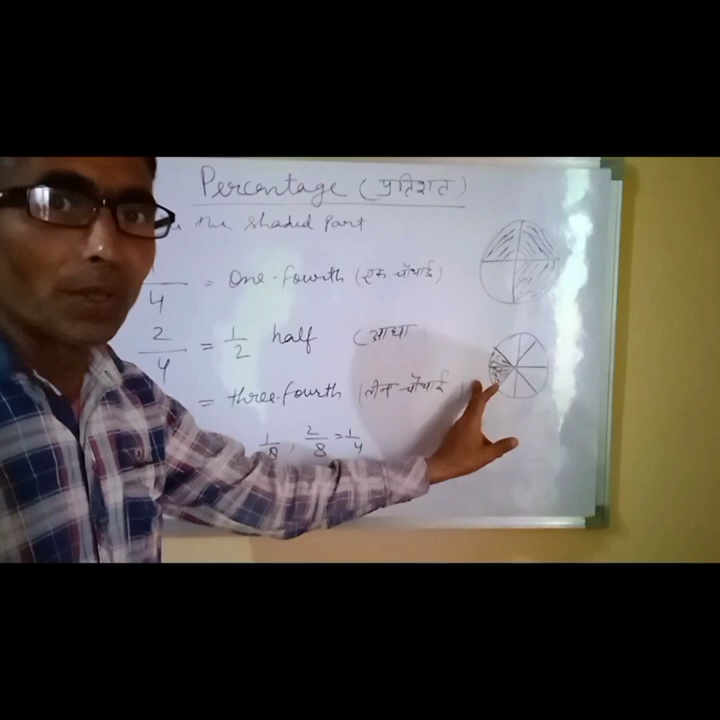 Percentage (प्रतिशत)
the shaded Part
1/4 = One-fourth (एक चौथाई)
2/4 = 1/2 half (आधा
= three-fourth (तीन चौथाई)
1/8, 2/8 = 1/4